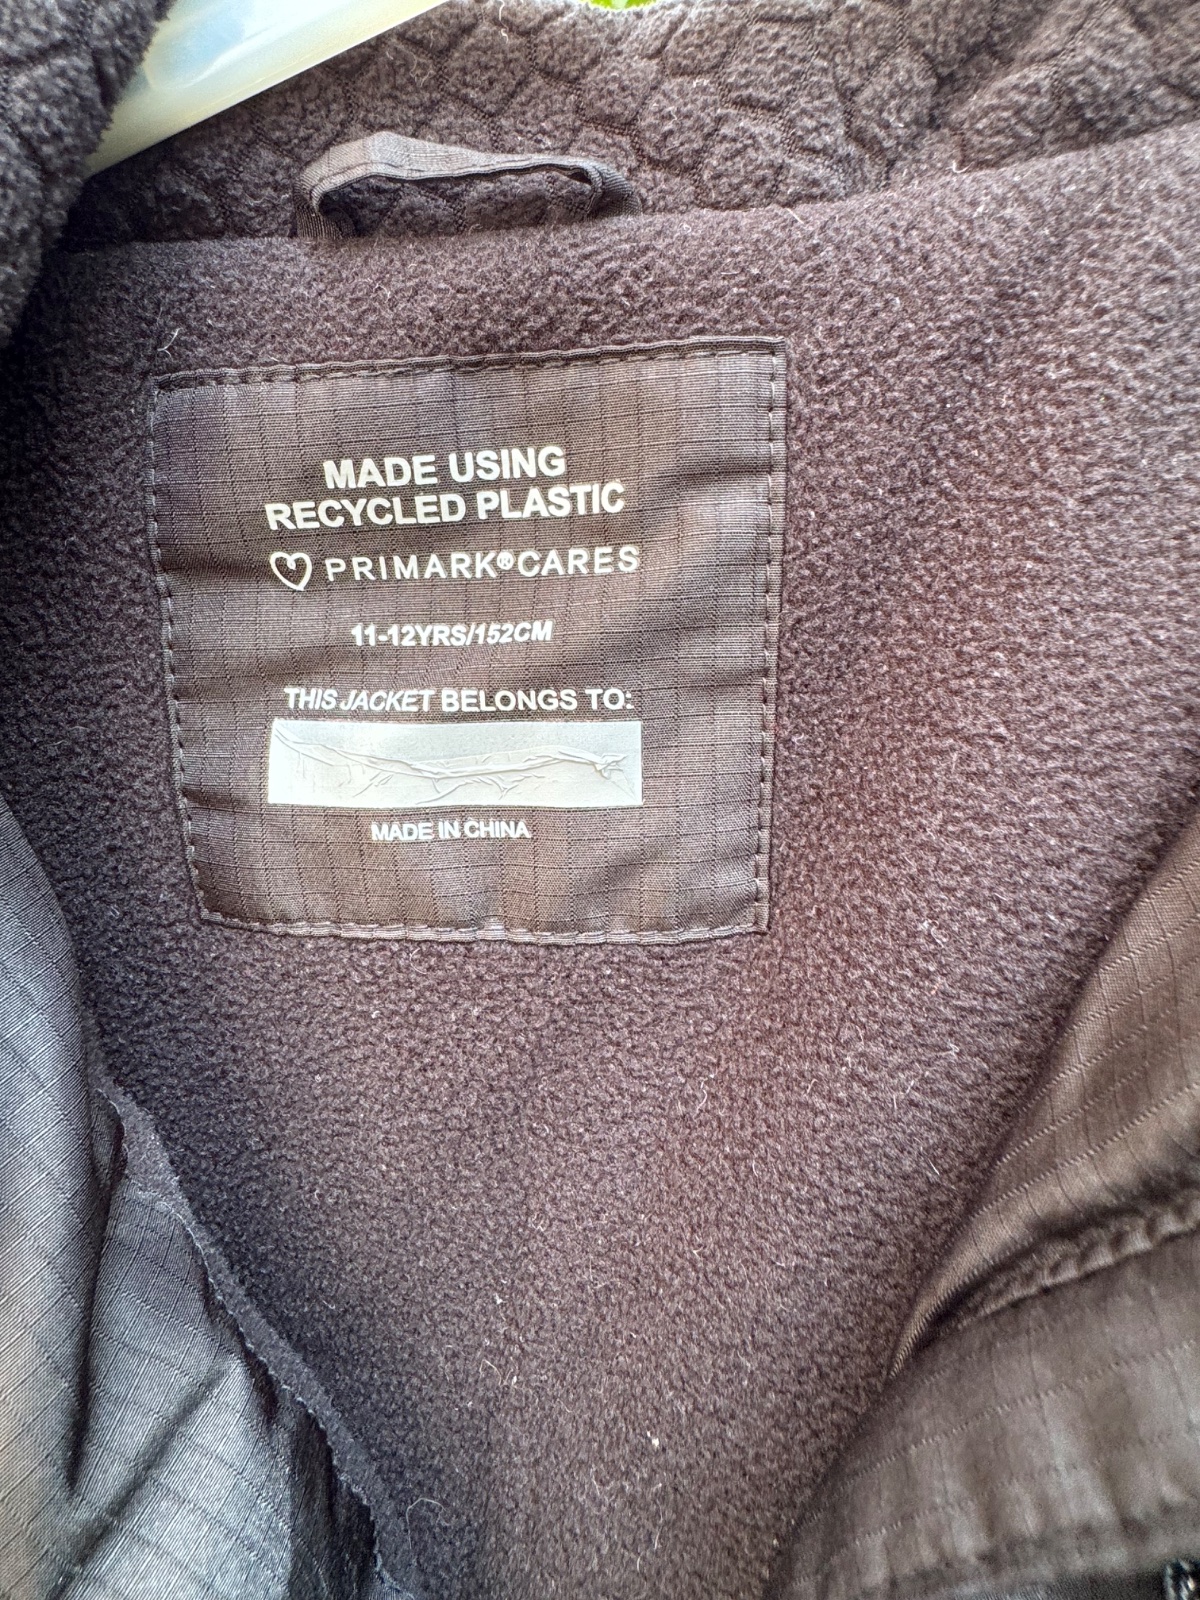 MADE USING
RECYCLED PLASTIC
PRIMARK®CARES
11-12YRS/152CM
THIS JACKET BELONGS TO:
MADE IN CHINA